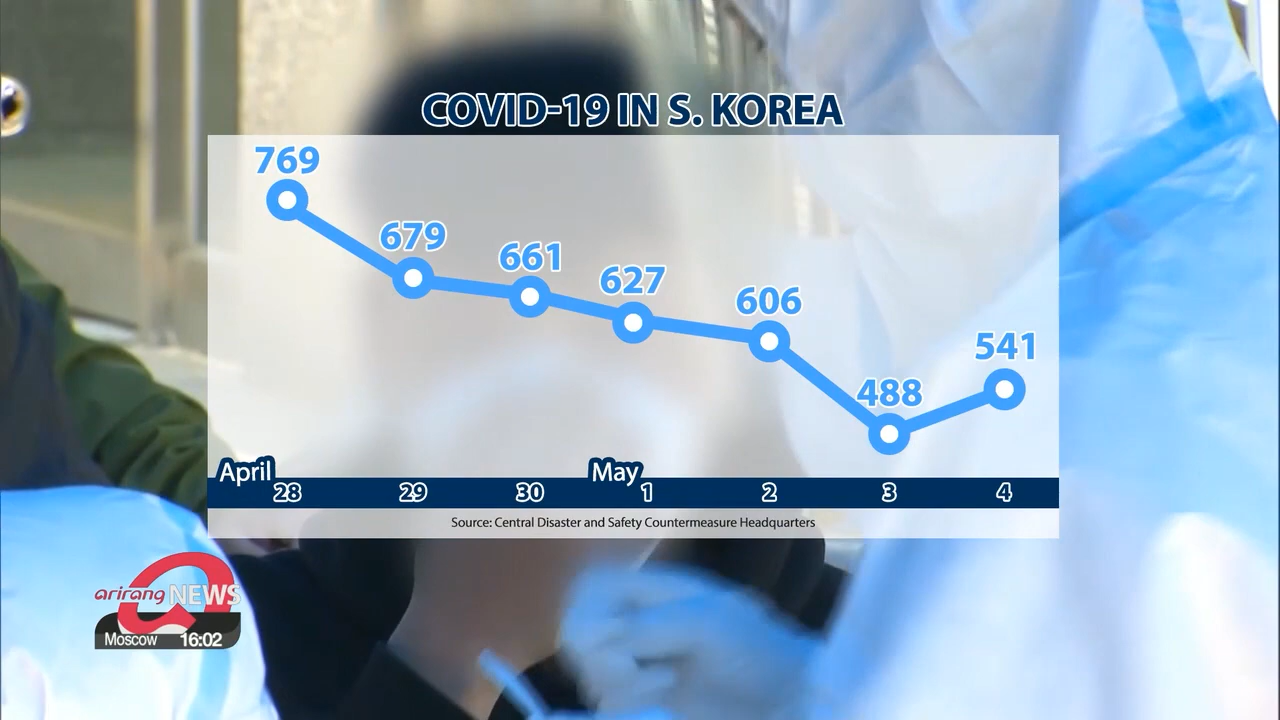 COVID-19 IN S. KOREA
769
679
661
627
606
488
541
April
May
28 29 30 1 2 3 4
Source: Central Disaster and Safety Countermeasure Headquarters
arirang NEWS
Moscow 16:02